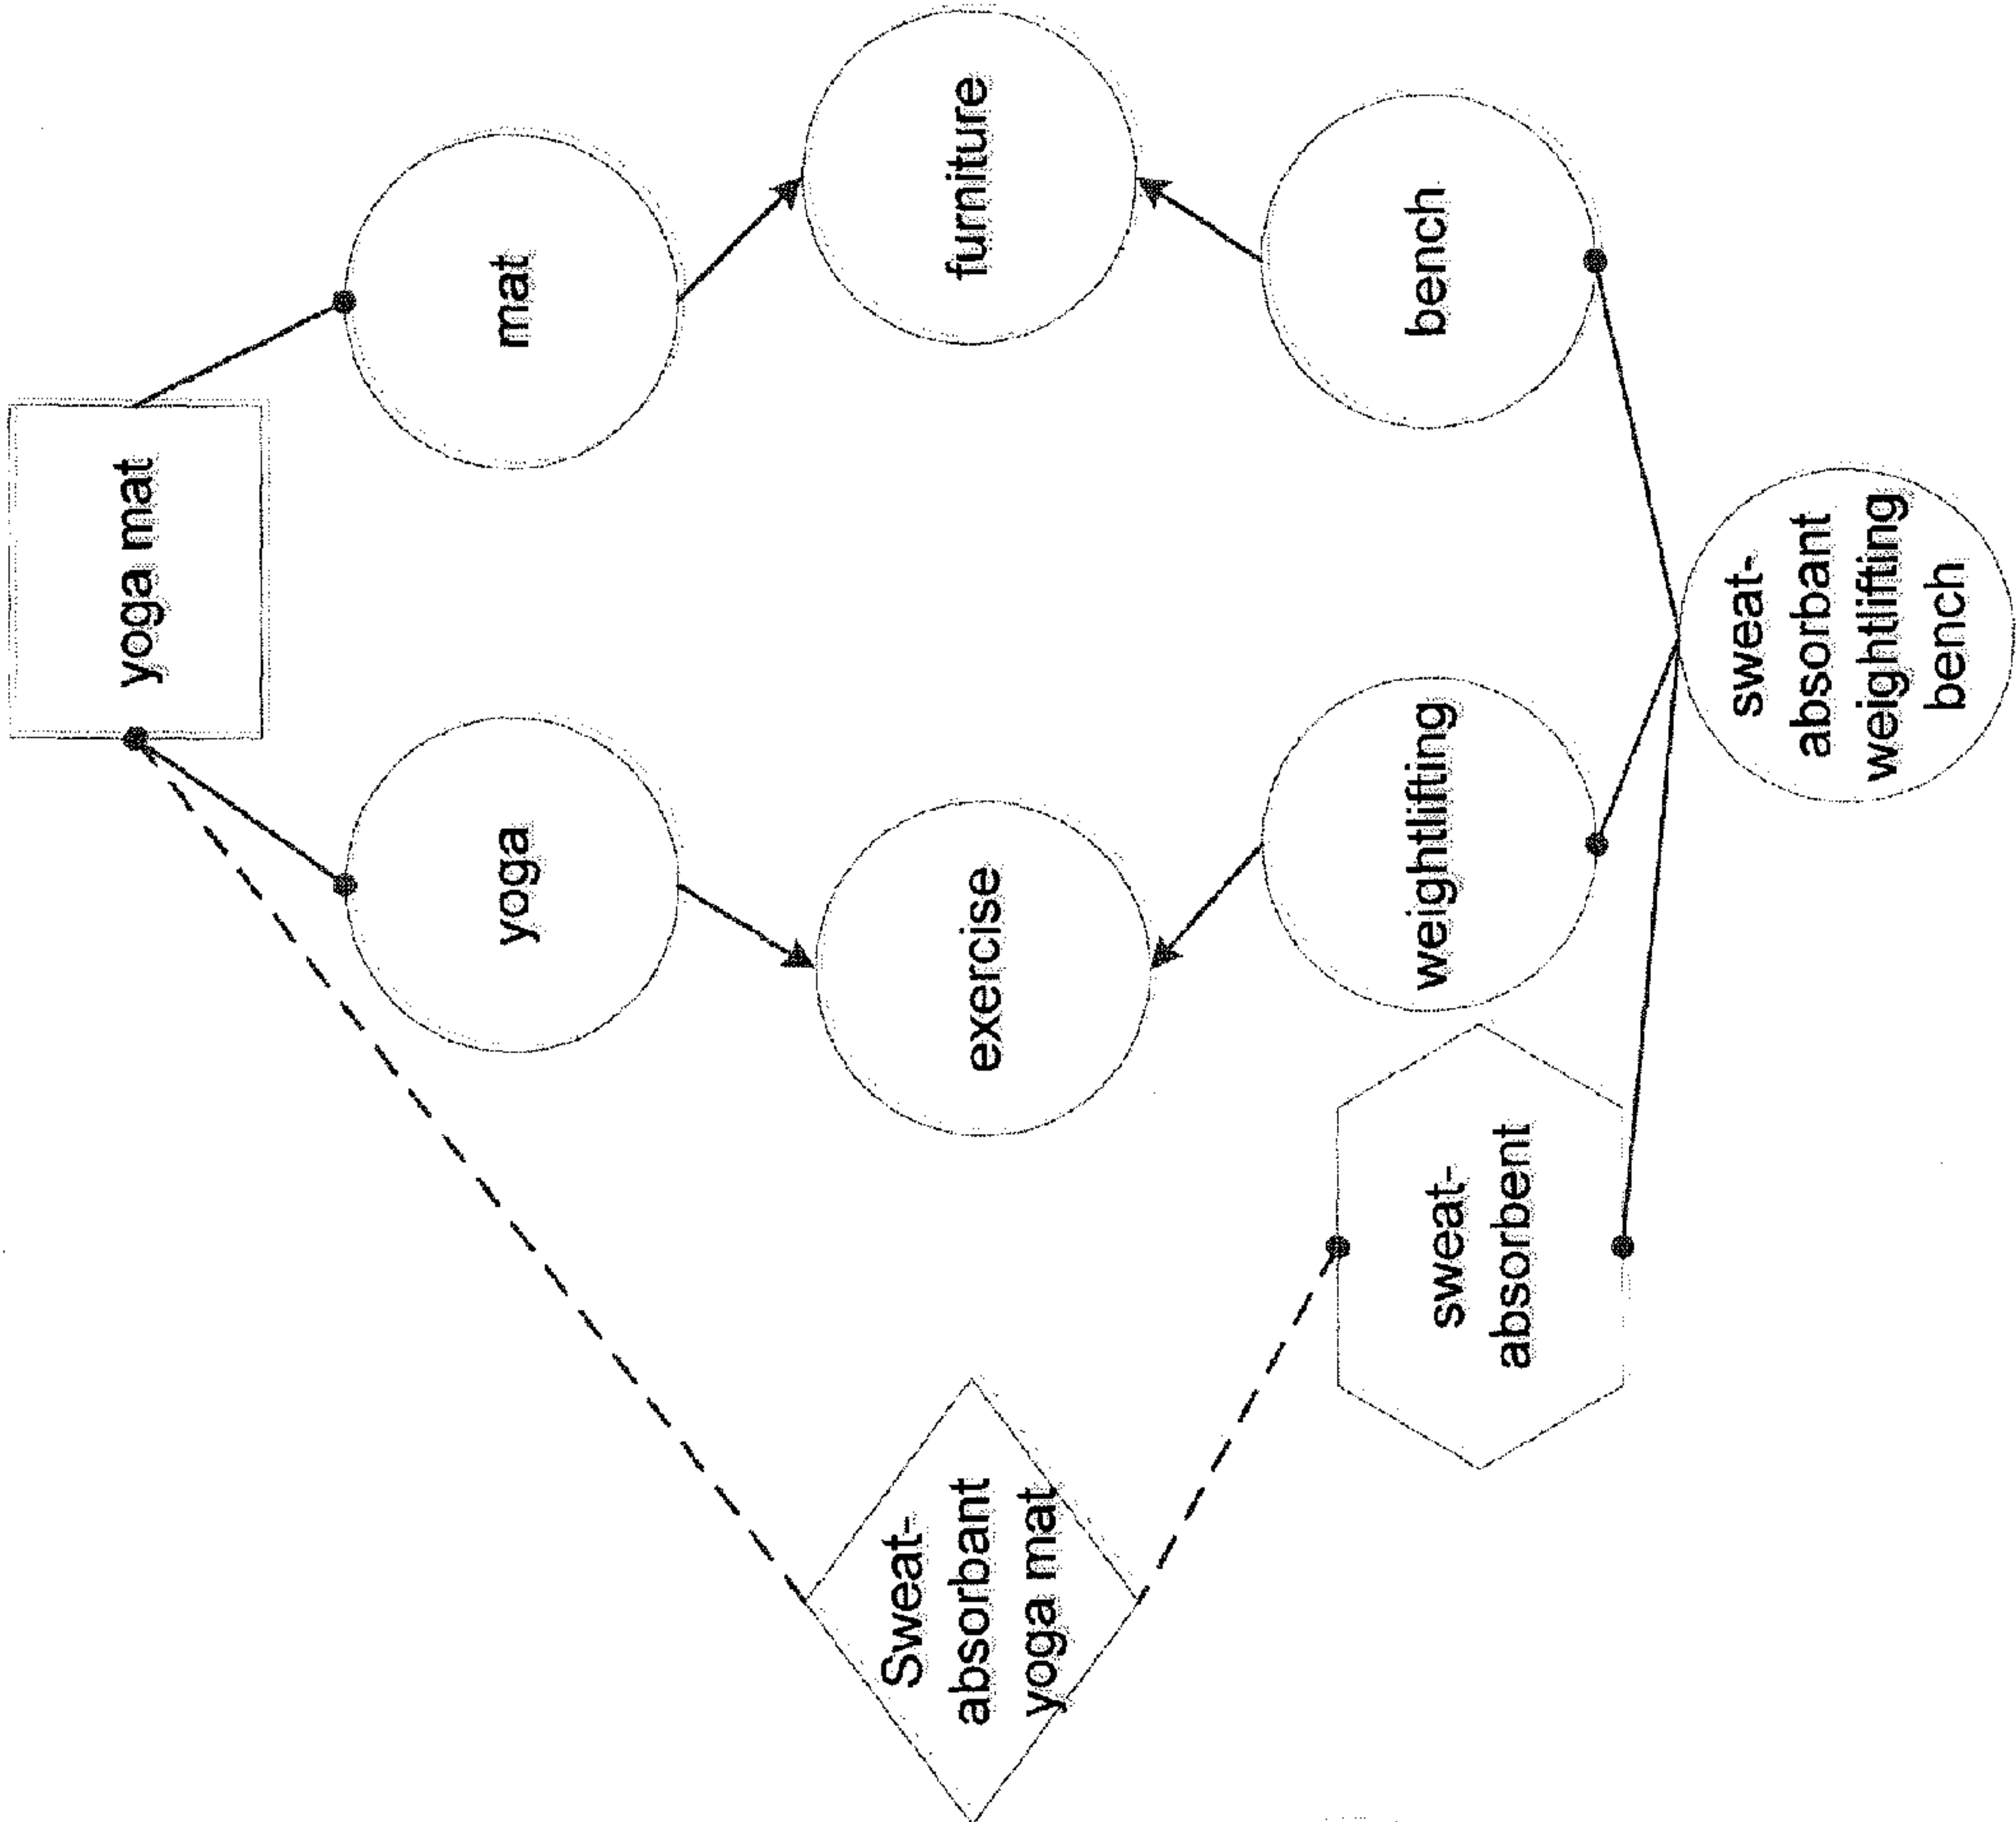 yoga mat
yoga
mat
exercise
furniture
Sweat-
absorbant
yoga mat
sweat-
absorbent
weightlifting
bench
sweat-
absorbant
weightlifting
bench